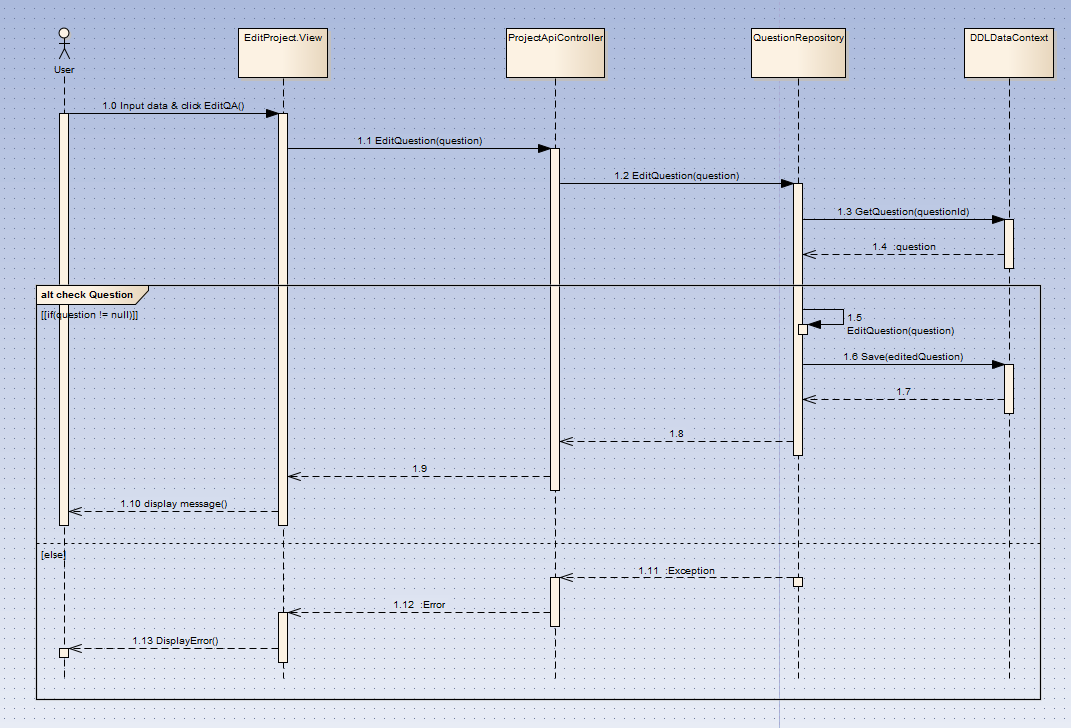 EditProject.View
ProjectApiController
QuestionRepository
DDLDataContext
User
1.0 Input data & click EditQA()
1.1 EditQuestion(question)
1.2 EditQuestion(question)
1.3 GetQuestion(questionId)
1.4 :question
alt check Question
[[if(question != null)]]
1.5
EditQuestion(question)
1.6 Save(editedQuestion)
1.7
1.8
1.9
1.10 display message()
[else]
1.11 :Exception
1.12 :Error
1.13 DisplayError()